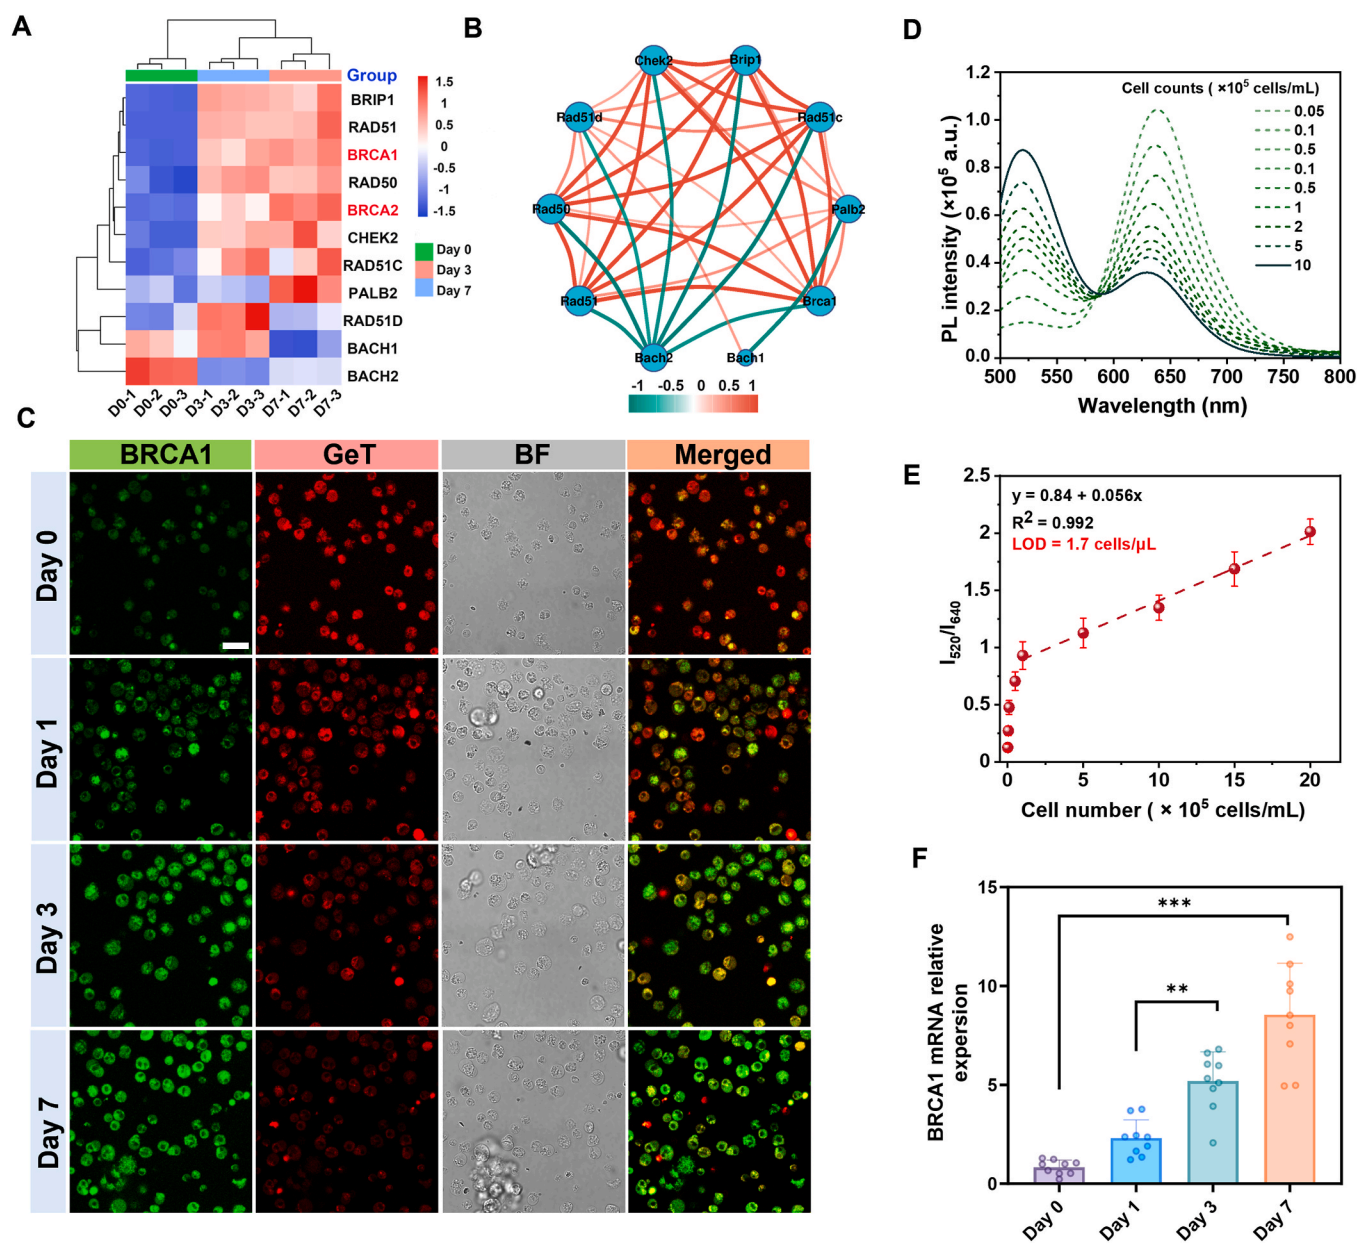 A
Group
1.5
1
0.5
0
-0.5
-1
-1.5
BRIP1
RAD51
BRCA1
RAD50
BRCA2
CHEK2
RAD51C
PALB2
RAD51D
BACH1
BACH2
Day 0
Day 3
Day 7
D0-1 D0-2 D0-3 D3-1 D3-2 D3-3 D7-1 D7-2 D7-3
B
Chek2 Brip1
Rad51d Rad51c
Rad50 Palb2
Rad51 Brca1
Bach2 Bach1
-1 -0.5 0 0.5 1
C
BRCA1 GeT BF Merged
Day 0
Day 1
Day 3
Day 7
D
PL intensity (×10⁵ a.u.)
1.2
1.0
0.8
0.6
0.4
0.2
0.0
Cell counts ( ×10⁵ cells/mL)
0.05
0.1
0.5
0.1
0.5
1
2
5
10
500 550 600 650 700 750 800
Wavelength (nm)
E
I₅₂₀/I₆₄₀
2.5
2
1.5
1
0.5
0
y = 0.84 + 0.056x
R² = 0.992
LOD = 1.7 cells/μL
0 5 10 15 20
Cell number ( × 10⁵ cells/mL)
F
BRCA1 mRNA relative
expersion
15
10
5
0
***
**
Day 0 Day 1 Day 3 Day 7